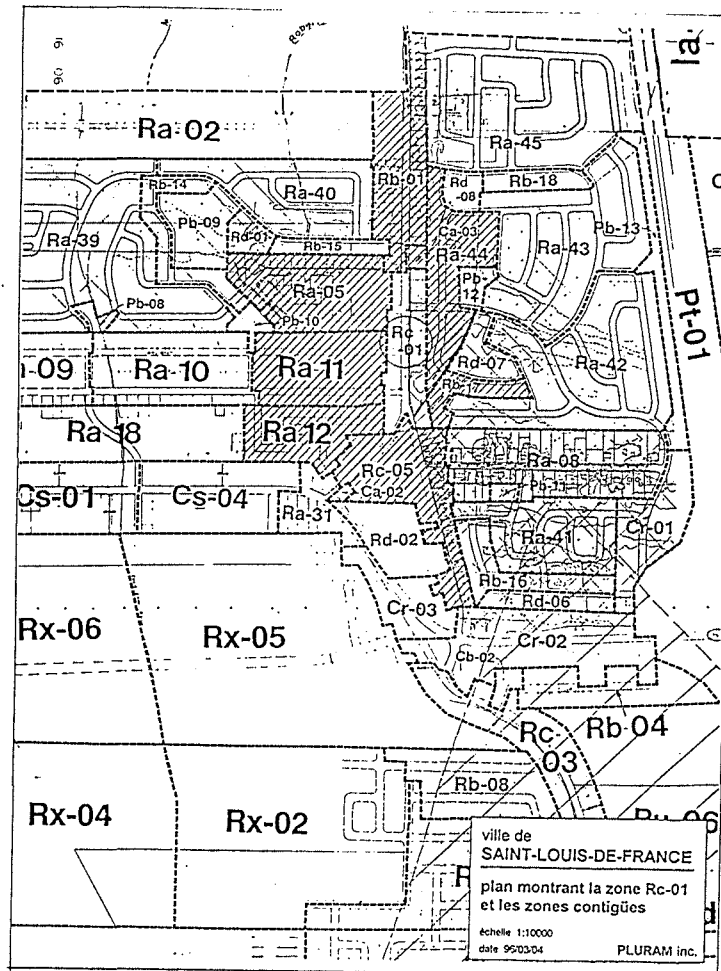 la
Ra-02
Ra-45
Rb-14
Ra-40
Rb-01
Rd
-08
Rb-18
Pb-09
Rd-01
Rb-15
Ra-39
Ca-03
Ra-44
Ra-43
Pb-13
Pb-08
Ra-05
Pb-10
Pb-
12
Pt-01
Rc
-01
Ra-10
Ra-11
Rd-07
Ra-42
Ra-18
Ra-12
Rc-05
Ra-08
Cs-01
Cs-04
Ca-02
Ra-31
Rd-02
Ra-41
Cr-01
Rb-16
Rd-06
Rx-06
Rx-05
Cr-03
Cr-02
Cb-02
Rc-
03
Rb-04
Rx-04
Rx-02
Rb-08
ville de
SAINT-LOUIS-DE-FRANCE
plan montrant la zone Rc-01
et les zones contigües
échelle 1:10000
date 96/03/04
PLURAM inc.